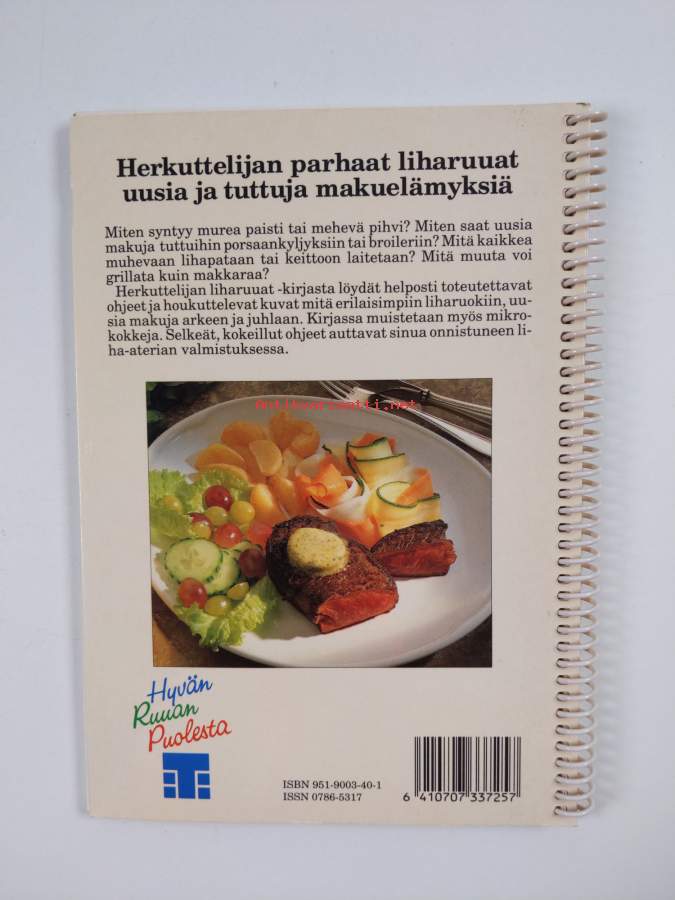 Herkuttelijan parhaat liharuuat
uusia ja tuttuja makuelämyksiä
Miten syntyy murea paisti tai mehevä pihvi? Miten saat uusia
makuja tuttuihin porsaankyljyksiin tai broileriin? Mitä kaikkea
muhevaan lihapataan tai keittoon laitetaan? Mitä muuta voi
grillata kuin makkaraa?
Herkuttelijan liharuuat -kirjasta löydät helposti toteutettavat
ohjeet ja houkuttelevat kuvat mitä erilaisimpiin liharuokiin, uu-
sia makuja arkeen ja juhlaan. Kirjassa muistetaan myös mikro-
kokkeja. Selkeät, kokeillut ohjeet auttavat sinua onnistuneen li-
ha-aterian valmistuksessa.
Antikvariaatti.net
Hyvän
Ruuan
Puolesta
ISBN 951-9003-40-1
ISSN 0786-5317
6 410707 337257